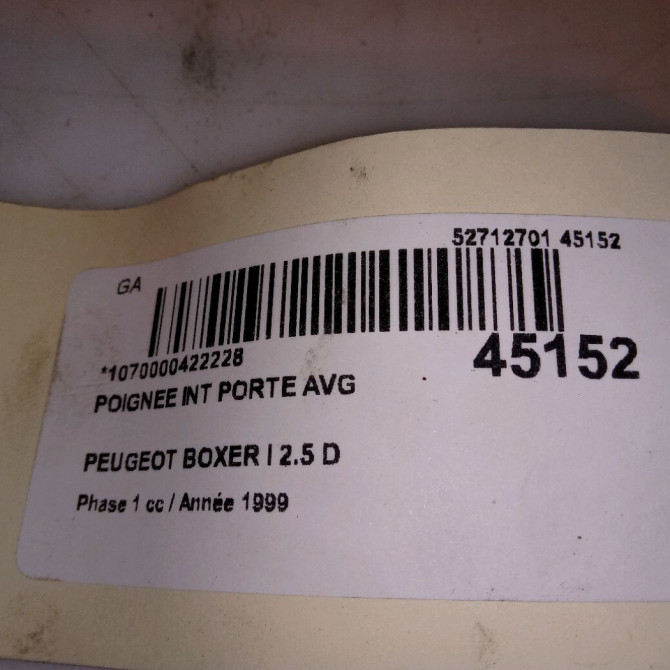 52712701 45152
GA
*1070000422228
45152
POIGNEE INT PORTE AVG
PEUGEOT BOXER I 2.5 D
Phase 1 cc / Année 1999